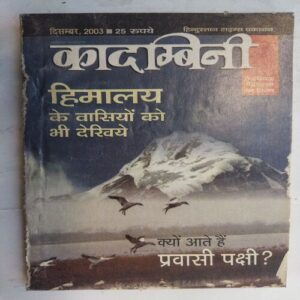 दिसम्बर, 2003 ■ 25 रुपये
हिन्दुस्तान टाइम्स प्रकाशन
कादम्बिनी
हिमालय
के वासियों को
भी देखिये
क्यों आते हैं
प्रवासी पक्षी?